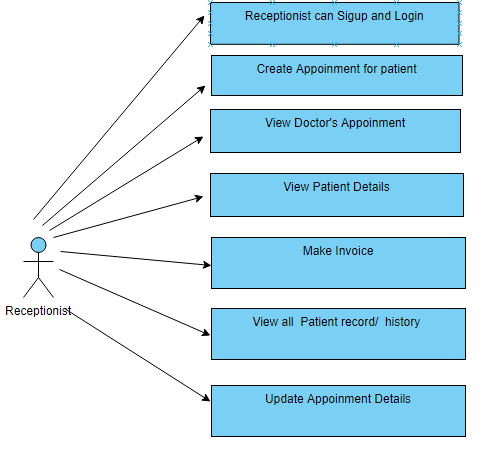 Receptionist can Sigup and Login
Create Appoinment for patient
View Doctor's Appoinment
View Patient Details
Make Invoice
Receptionist
View all Patient record/ history
Update Appoinment Details